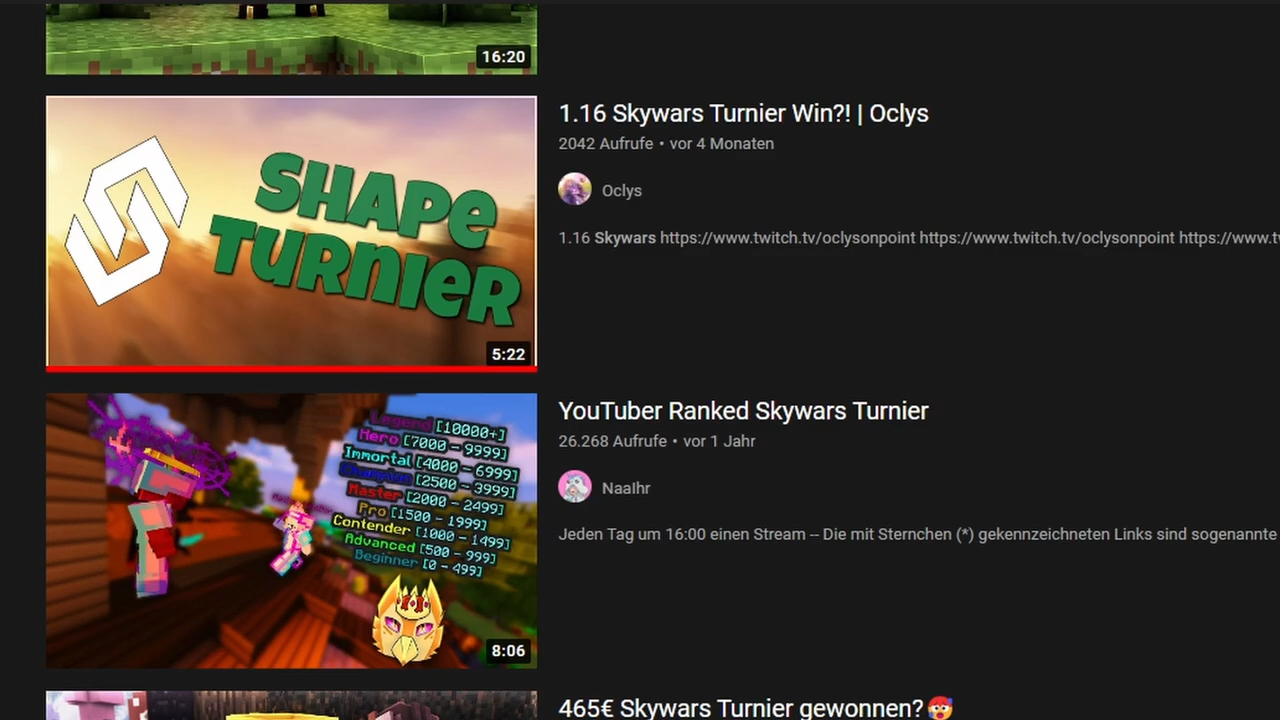 16:20
SHAPE
TURNIER
5:22
1.16 Skywars Turnier Win?! | Oclys
2042 Aufrufe • vor 4 Monaten
Oclys
1.16 Skywars https://www.twitch.tv/oclysonpoint https://www.twitch.tv/oclysonpoint https://www.t
Legend [10000+]
Hero [7000 - 9999]
Immortal [4000 - 6999]
Champion [2500 - 3999]
Master [2000 - 2499]
Pro [1500 - 1999]
Contender [1000 - 1499]
Advanced [500 - 999]
Beginner [0 - 499]
8:06
YouTuber Ranked Skywars Turnier
26.268 Aufrufe • vor 1 Jahr
Naalhr
Jeden Tag um 16:00 einen Stream -- Die mit Sternchen (*) gekennzeichneten Links sind sogenannte
465€ Skywars Turnier gewonnen?🥵